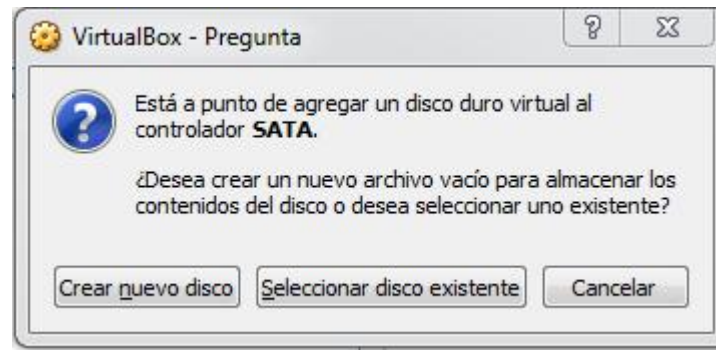 VirtualBox - Pregunta
Está a punto de agregar un disco duro virtual al
controlador SATA.
¿Desea crear un nuevo archivo vacío para almacenar los
contenidos del disco o desea seleccionar uno existente?
Crear nuevo disco
Seleccionar disco existente
Cancelar